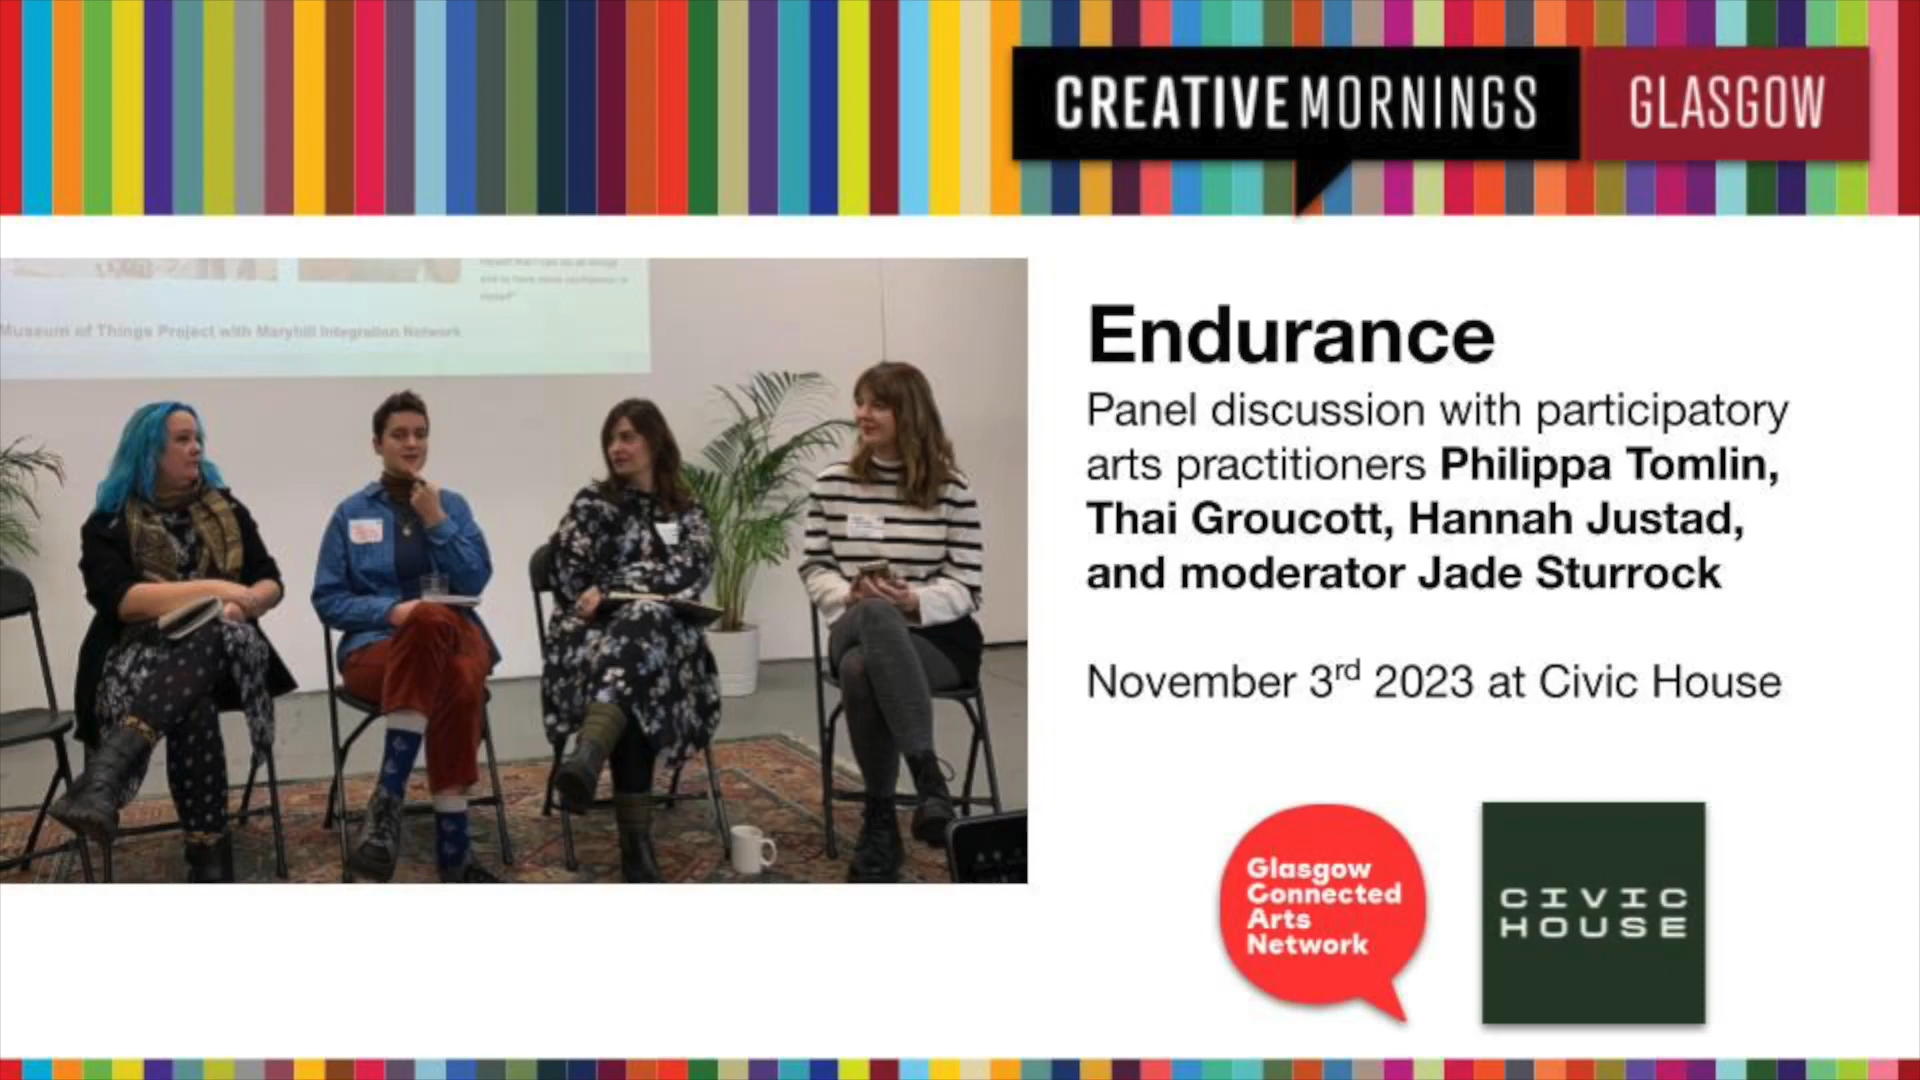 CREATIVEMORNINGS GLASGOW
Museum of Things Project with Maryhill Integration Network
Endurance
Panel discussion with participatory
arts practitioners Philippa Tomlin,
Thai Groucott, Hannah Justad,
and moderator Jade Sturrock
November 3rd 2023 at Civic House
Glasgow
Connected
Arts
Network
CIVIC
HOUSE